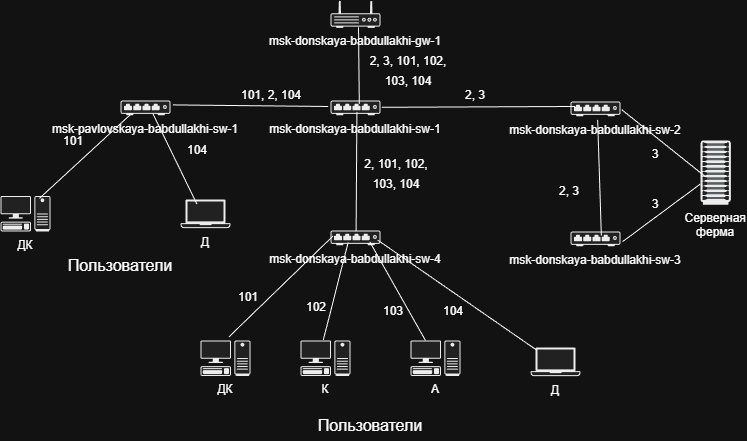 msk-donskaya-babdullakhi-gw-1
2, 3, 101, 102,
103, 104
101, 2, 104
2, 3
msk-pavlovskaya-babdullakhi-sw-1
msk-donskaya-babdullakhi-sw-1
msk-donskaya-babdullakhi-sw-2
101
104
3
2, 101, 102,
103, 104
2, 3
3
Серверная
ферма
ДК
Д
Пользователи
msk-donskaya-babdullakhi-sw-4
msk-donskaya-babdullakhi-sw-3
101
102
103
104
ДК
К
А
Д
Пользователи